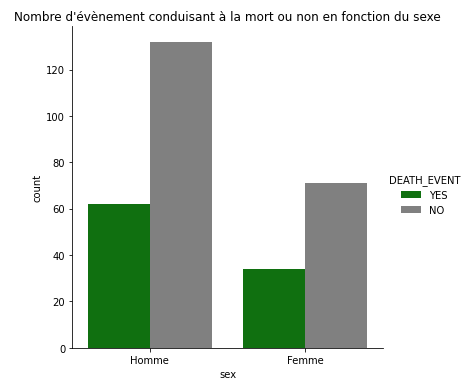 Nombre d'évènement conduisant à la mort ou non en fonction du sexe
120
100
80
60
40
20
0
count
Homme
Femme
sex
DEATH_EVENT
YES
NO